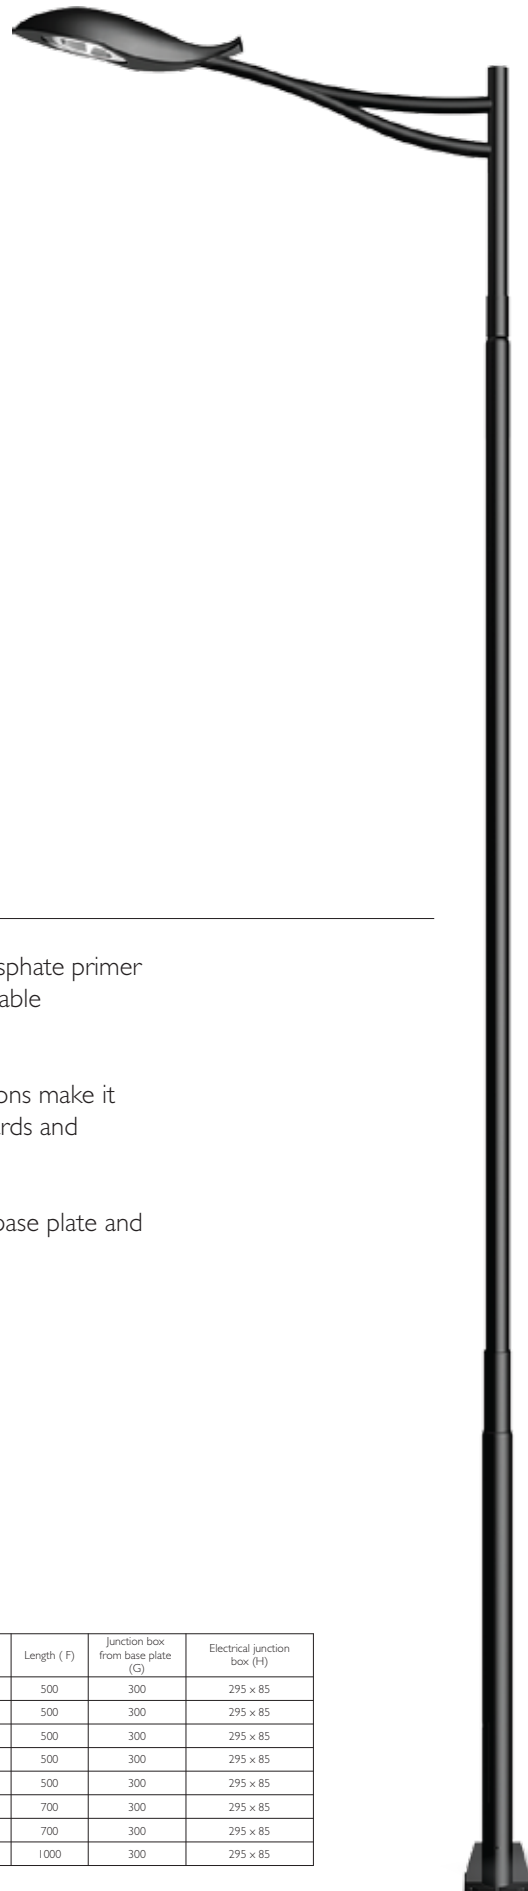 sphate primer
able
ons make it
rds and
base plate and
Length ( F) Junction box from base plate (G) Electrical junction box (H)
500 300 295 x 85
500 300 295 x 85
500 300 295 x 85
500 300 295 x 85
500 300 295 x 85
700 300 295 x 85
700 300 295 x 85
1000 300 295 x 85